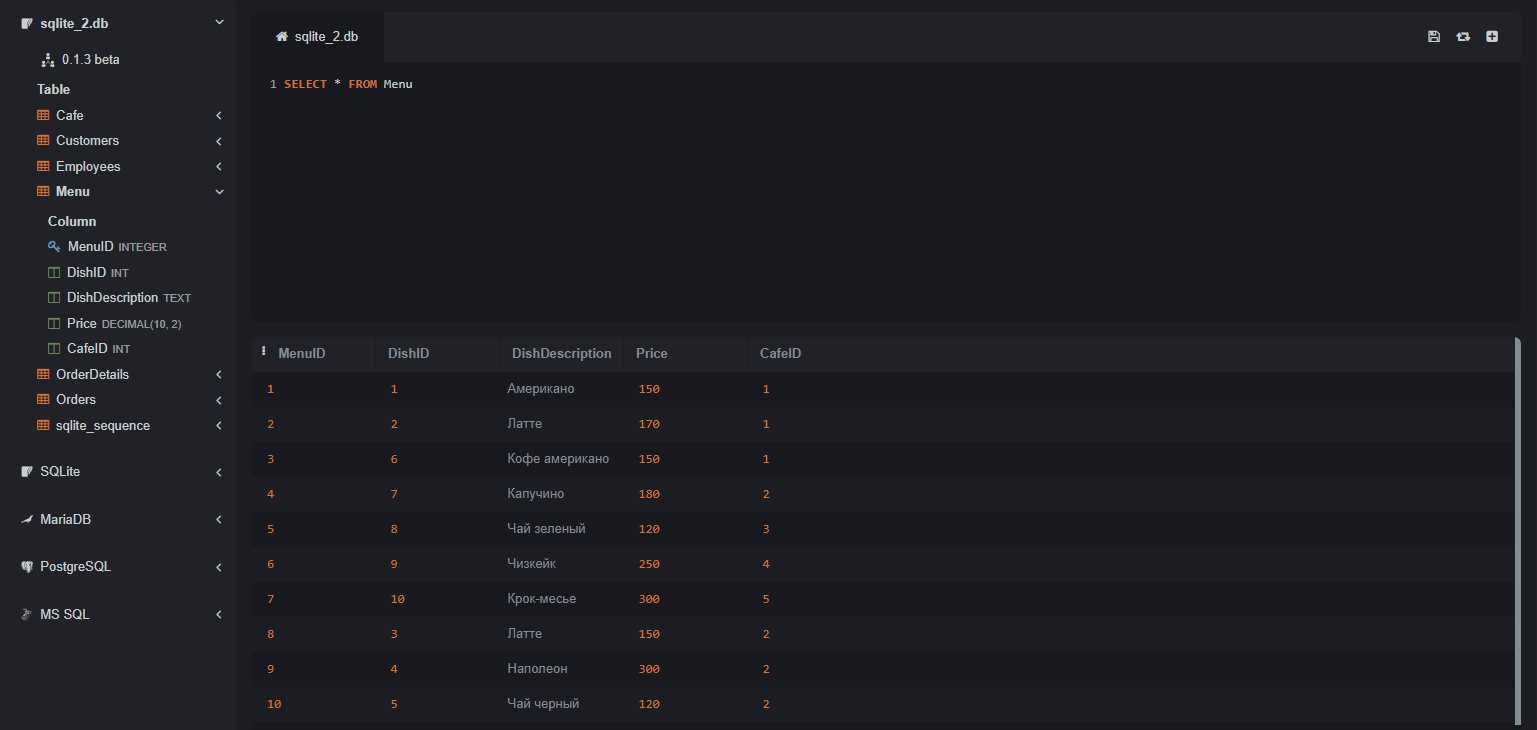 sqlite_2.db
0.1.3 beta
Table
Cafe
Customers
Employees
Menu
Column
MenuID INTEGER
DishID INT
DishDescription TEXT
Price DECIMAL(10, 2)
CafeID INT
OrderDetails
Orders
sqlite_sequence
SQLite
MariaDB
PostgreSQL
MS SQL
sqlite_2.db
1 SELECT * FROM Menu
MenuID DishID DishDescription Price CafeID
1 1 Американо 150 1
2 2 Латте 170 1
3 6 Кофе американо 150 1
4 7 Капучино 180 2
5 8 Чай зеленый 120 3
6 9 Чизкейк 250 4
7 10 Крок-месье 300 5
8 3 Латте 150 2
9 4 Наполеон 300 2
10 5 Чай черный 120 2